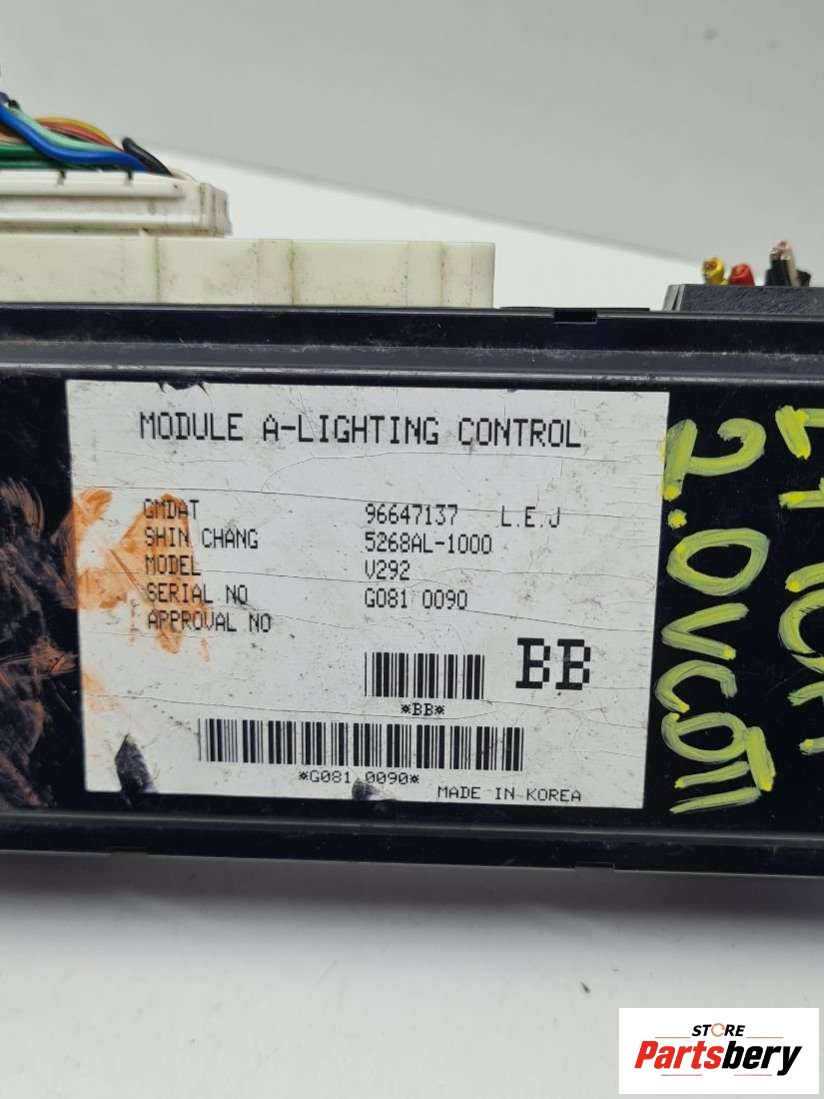 MODULE A-LIGHTING CONTROL
GMDAT 96647137 L.E.J
SHIN CHANG 5268AL-1000
MODEL V292
SERIAL NO G081 0090
APPROVAL NO
BB
*BB*
*G081 0090*
MADE IN KOREA
2.0VCDI
STORE
Partsbery